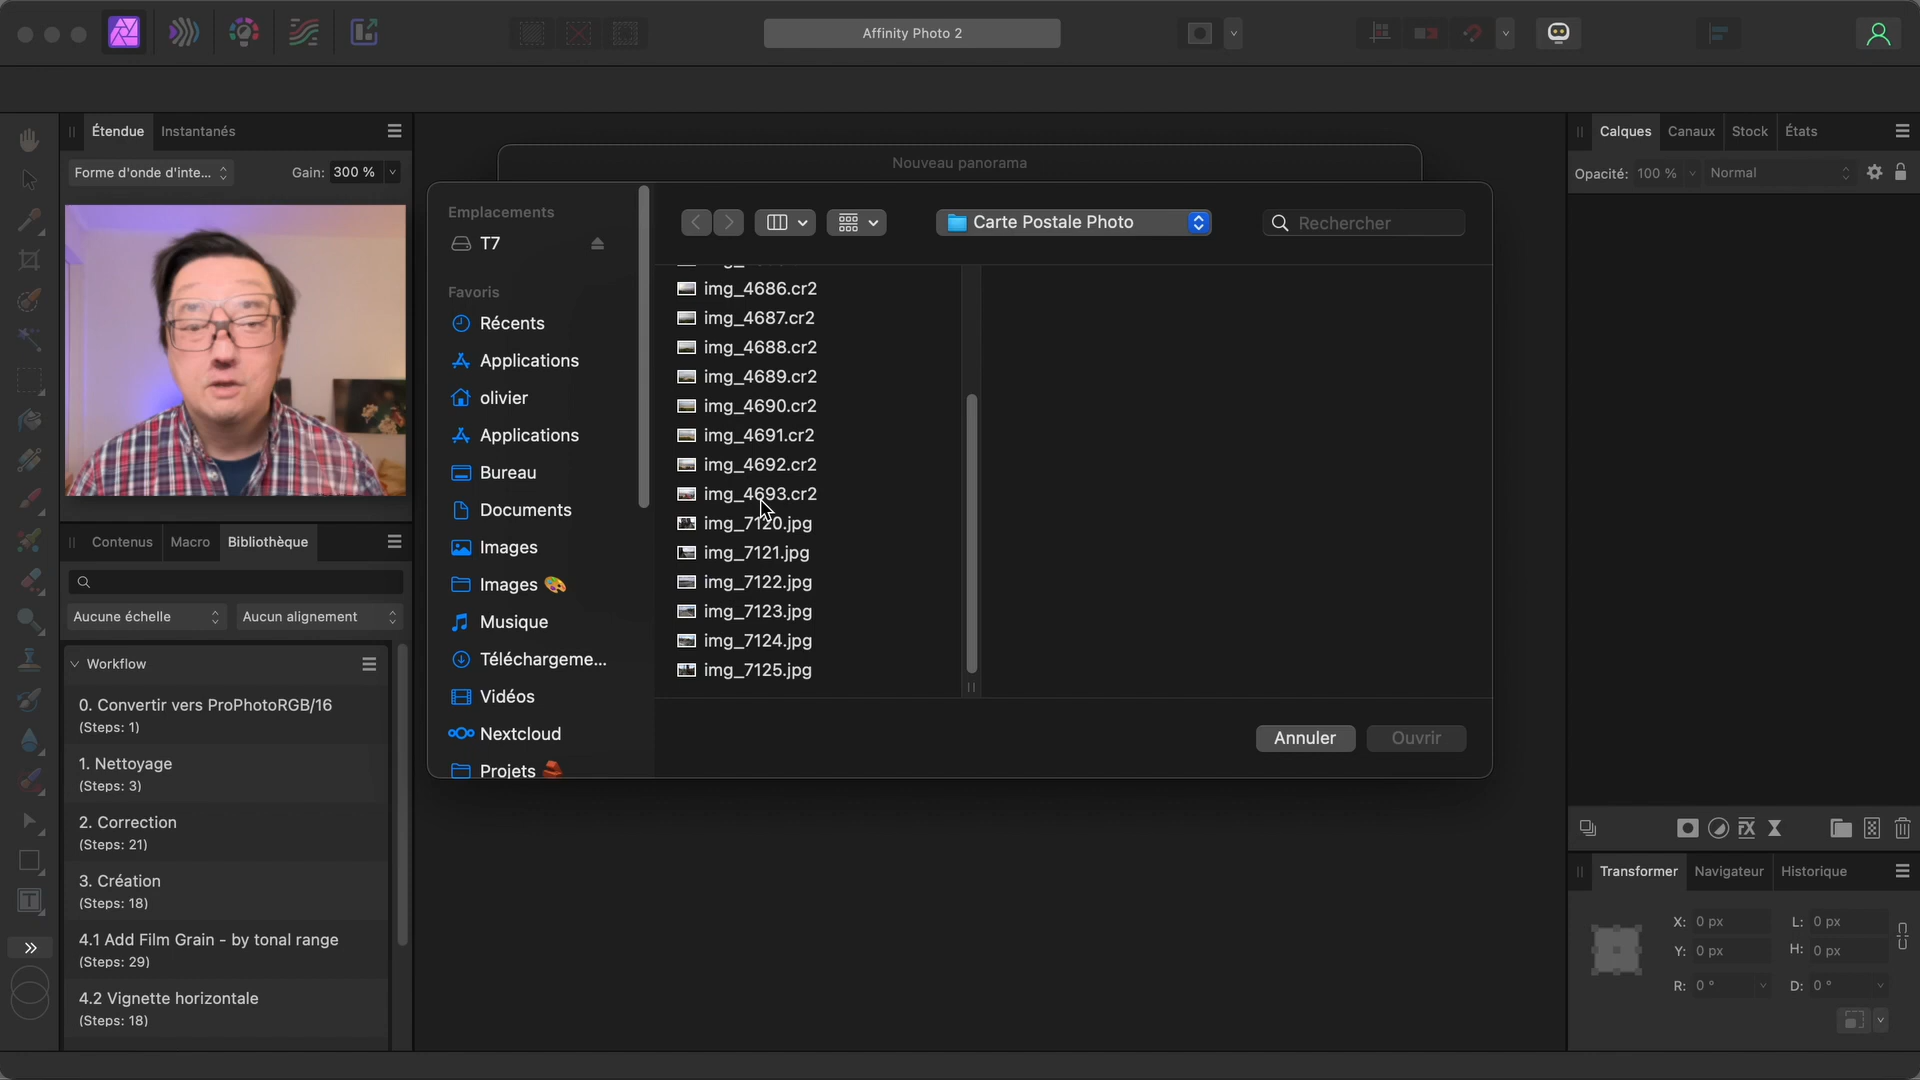 Affinity Photo 2
Étendue
Instantanés
Forme d'onde d'inte...
Gain:
300 %
Contenus
Macro
Bibliothèque
Aucune échelle
Aucun alignement
Workflow
0. Convertir vers ProPhotoRGB/16
(Steps: 1)
1. Nettoyage
(Steps: 3)
2. Correction
(Steps: 21)
3. Création
(Steps: 18)
4.1 Add Film Grain - by tonal range
(Steps: 29)
4.2 Vignette horizontale
(Steps: 18)
Nouveau panorama
Emplacements
T7
Favoris
Récents
Applications
olivier
Applications
Bureau
Documents
Images
Images
Musique
Téléchargeme...
Vidéos
Nextcloud
Projets
Carte Postale Photo
Rechercher
img_4686.cr2
img_4687.cr2
img_4688.cr2
img_4689.cr2
img_4690.cr2
img_4691.cr2
img_4692.cr2
img_4693.cr2
img_7120.jpg
img_7121.jpg
img_7122.jpg
img_7123.jpg
img_7124.jpg
img_7125.jpg
Annuler
Ouvrir
Calques
Canaux
Stock
États
Opacité:
100 %
Normal
Transformer
Navigateur
Historique
X: 0 px
L: 0 px
Y: 0 px
H: 0 px
R: 0 °
D: 0 °